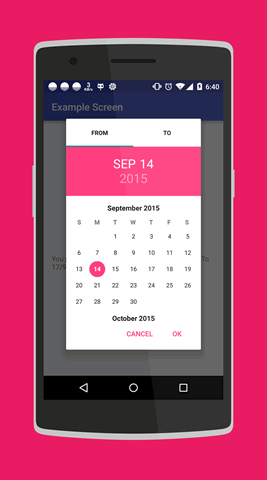 3
KB/s
6:40
Example Screen
FROM TO
SEP 14
2015
September 2015
S M T W T F S
1 2 3 4 5
6 7 8 9 10 11 12
13 14 15 16 17 18 19
20 21 22 23 24 25 26
27 28 29 30
You To
17/9
October 2015
CANCEL OK